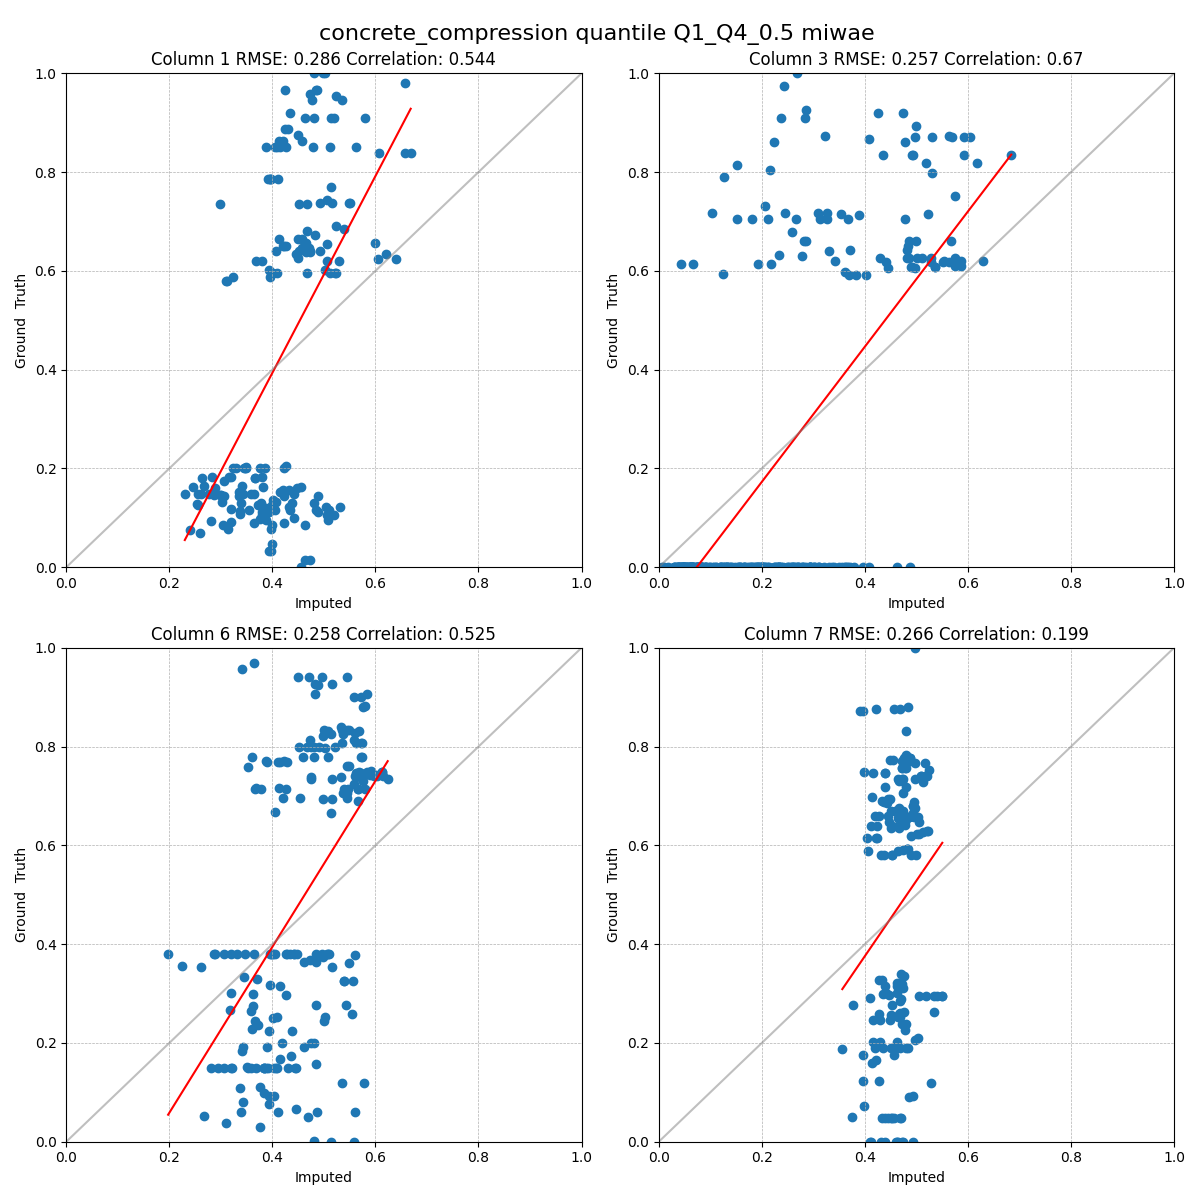 concrete_compression quantile Q1_Q4_0.5 miwae
Column 1 RMSE: 0.286 Correlation: 0.544
1.0
0.8
0.6
0.4
0.2
0.0
Ground Truth
0.0 0.2 0.4 0.6 0.8 1.0
Imputed
Column 3 RMSE: 0.257 Correlation: 0.67
1.0
0.8
0.6
0.4
0.2
0.0
Ground Truth
0.0 0.2 0.4 0.6 0.8 1.0
Imputed
Column 6 RMSE: 0.258 Correlation: 0.525
1.0
0.8
0.6
0.4
0.2
0.0
Ground Truth
0.0 0.2 0.4 0.6 0.8 1.0
Imputed
Column 7 RMSE: 0.266 Correlation: 0.199
1.0
0.8
0.6
0.4
0.2
0.0
Ground Truth
0.0 0.2 0.4 0.6 0.8 1.0
Imputed